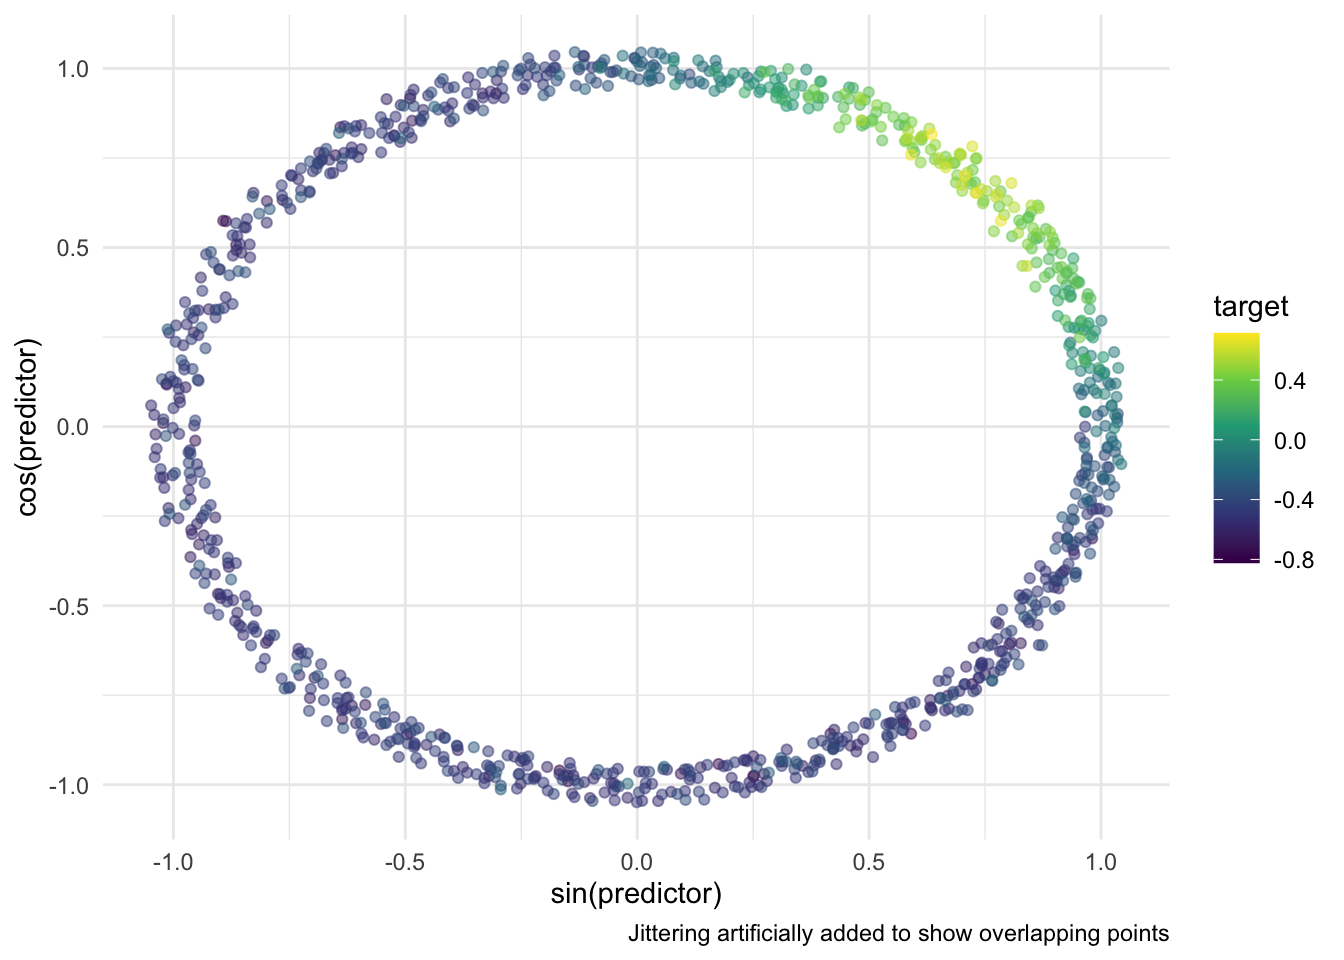 1.0
0.5
0.0
-0.5
-1.0
cos(predictor)
-1.0 -0.5 0.0 0.5 1.0
sin(predictor)
Jittering artificially added to show overlapping points
target
0.4
0.0
-0.4
-0.8